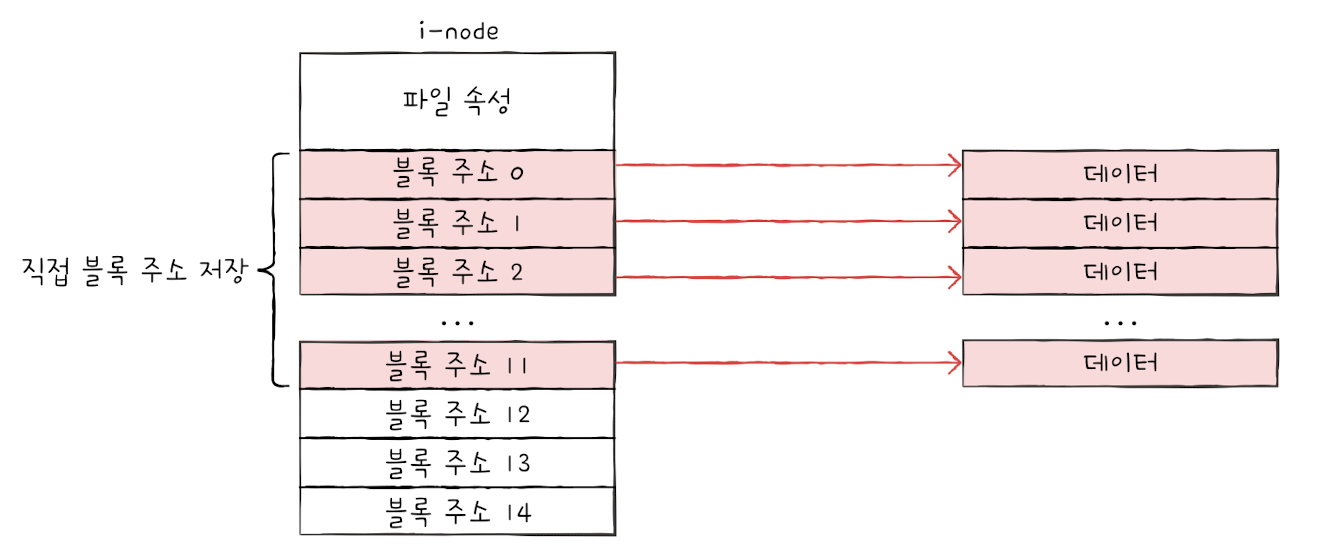 i-node
파일 속성
블록 주소 0
데이터
블록 주소 1
데이터
직접 블록 주소 저장
블록 주소 2
데이터
...
...
블록 주소 11
데이터
블록 주소 12
블록 주소 13
블록 주소 14